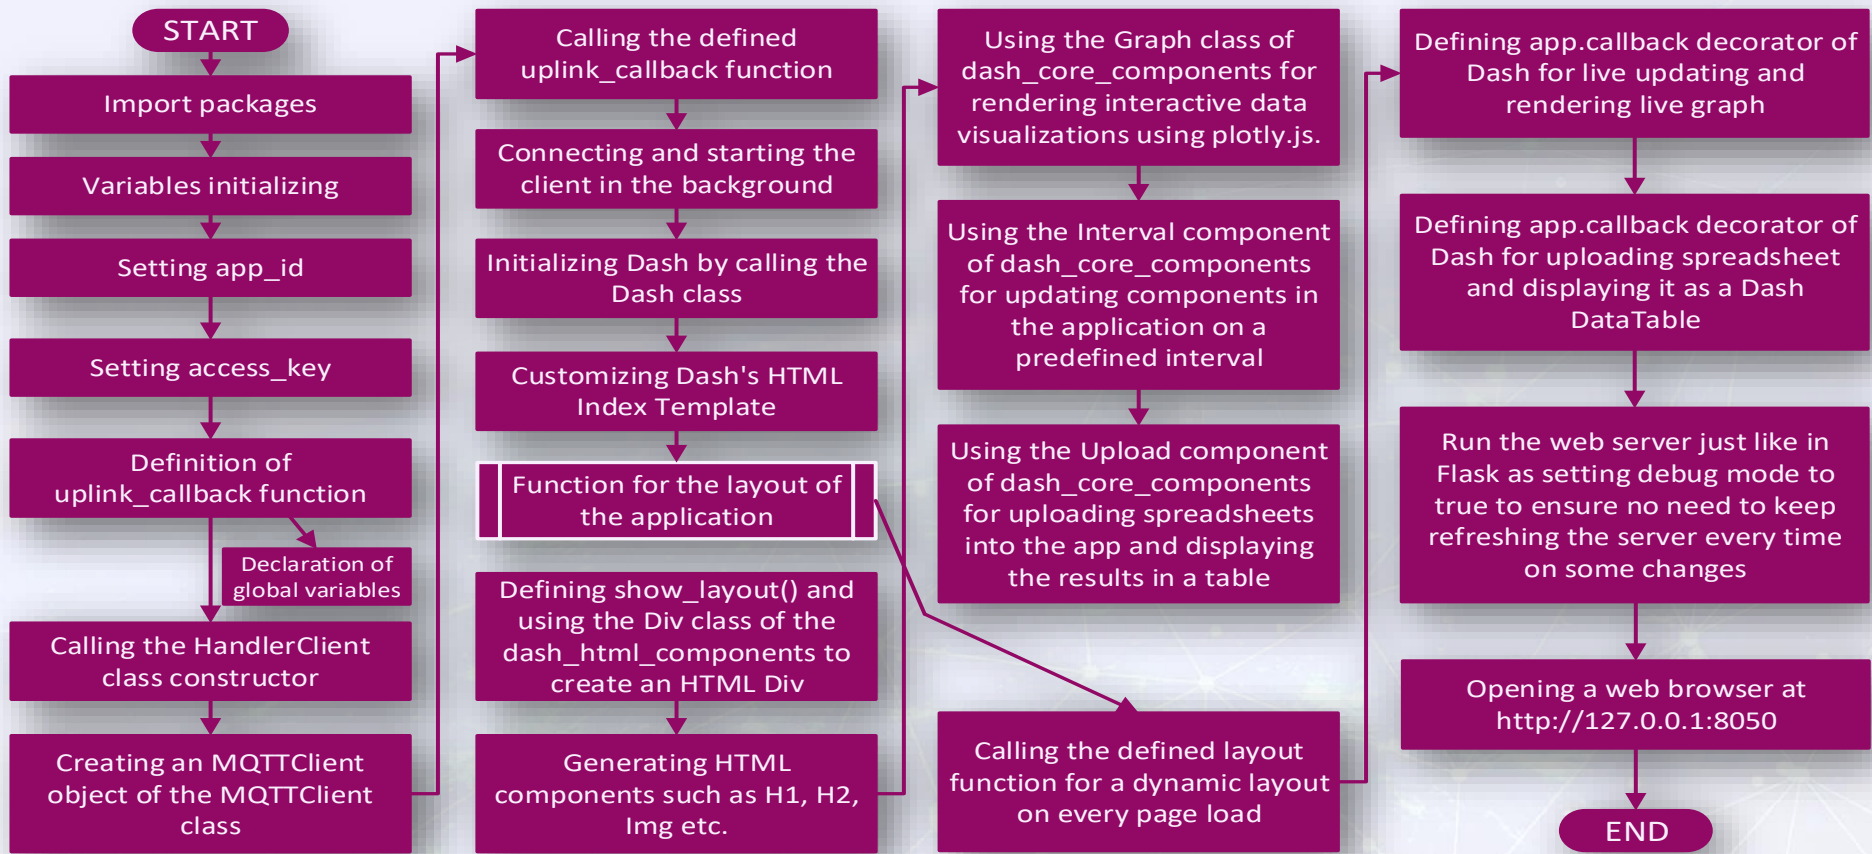 START
Import packages
Variables initializing
Setting app_id
Setting access_key
Definition of
uplink_callback function
Declaration of
global variables
Calling the HandlerClient
class constructor
Creating an MQTTClient
object of the MQTTClient
class
Calling the defined
uplink_callback function
Connecting and starting the
client in the background
Initializing Dash by calling the
Dash class
Customizing Dash's HTML
Index Template
Function for the layout of
the application
Defining show_layout() and
using the Div class of the
dash_html_components to
create an HTML Div
Generating HTML
components such as H1, H2,
Img etc.
Using the Graph class of
dash_core_components for
rendering interactive data
visualizations using plotly.js.
Using the Interval component
of dash_core_components
for updating components in
the application on a
predefined interval
Using the Upload component
of dash_core_components
for uploading spreadsheets
into the app and displaying
the results in a table
Calling the defined layout
function for a dynamic layout
on every page load
Defining app.callback decorator of
Dash for live updating and
rendering live graph
Defining app.callback decorator of
Dash for uploading spreadsheet
and displaying it as a Dash
DataTable
Run the web server just like in
Flask as setting debug mode to
true to ensure no need to keep
refreshing the server every time
on some changes
Opening a web browser at
http://127.0.0.1:8050
END